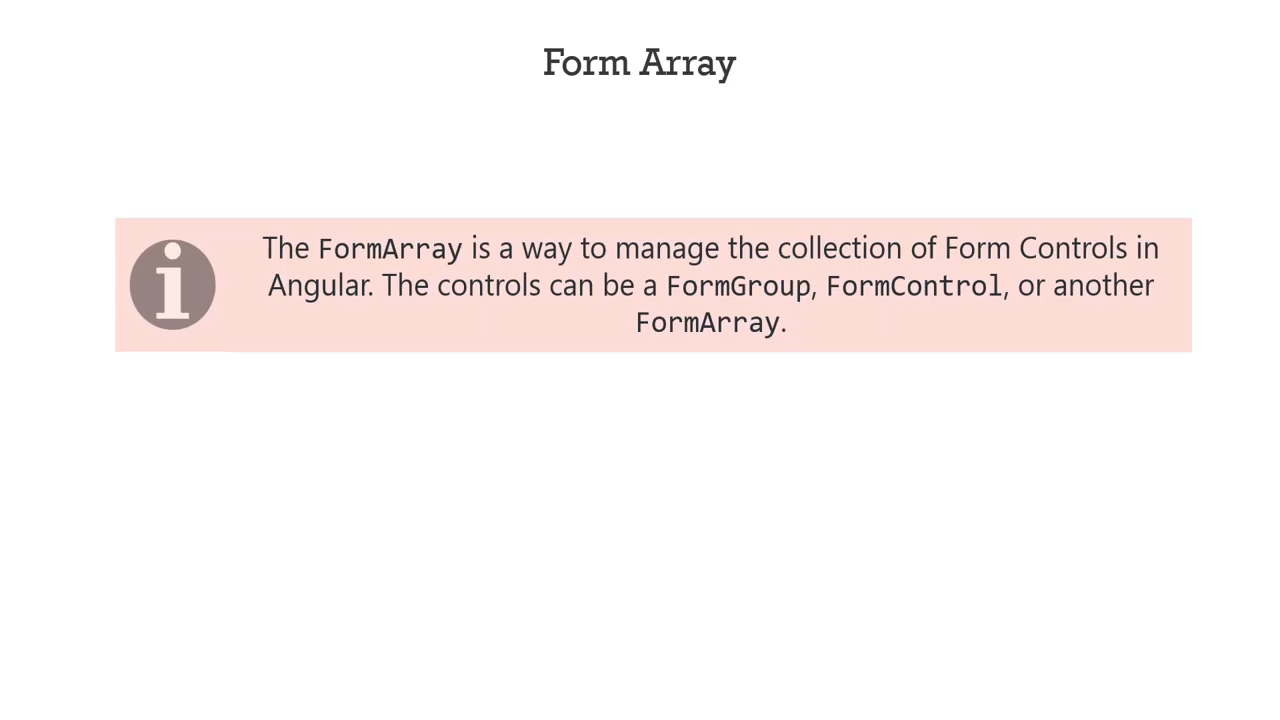 Form Array
The FormArray is a way to manage the collection of Form Controls in
Angular. The controls can be a FormGroup, FormControl, or another
FormArray.